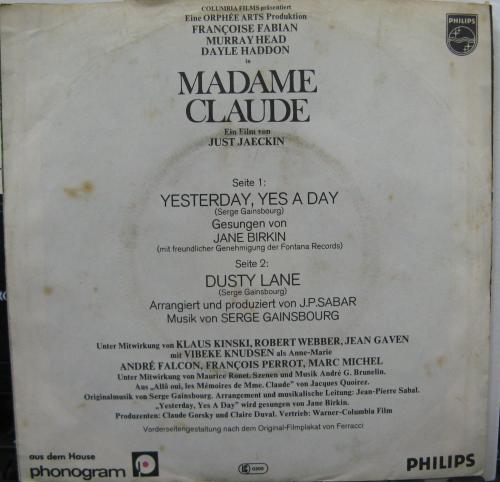 COLUMBIA FILMS präsentiert
Eine ORPHÉE ARTS Produktion
FRANÇOISE FABIAN
MURRAY HEAD
DAYLE HADDON
in
MADAME
CLAUDE
Ein Film von
JUST JAECKIN
PHILIPS
Seite 1:
YESTERDAY, YES A DAY
(Serge Gainsbourg)
Gesungen von
JANE BIRKIN
(mit freundlicher Genehmigung der Fontana Records)
Seite 2:
DUSTY LANE
(Serge Gainsbourg)
Arrangiert und produziert von J.P.SABAR
Musik von SERGE GAINSBOURG
Unter Mitwirkung von KLAUS KINSKI, ROBERT WEBBER, JEAN GAVEN
mit VIBEKE KNUDSEN als Anne-Marie
ANDRÉ FALCON, FRANÇOIS PERROT, MARC MICHEL
Unter Mitwirkung von Maurice Ronet. Szenen und Musik André G. Brunelin.
Aus „Allô oui, les Mémoires de Mme. Claude” von Jacques Quoirez.
Originalmusik von Serge Gainsbourg. Arrangement und musikalische Leitung: Jean-Pierre Sabal.
„Yesterday, Yes A Day” wird gesungen von Jane Birkin.
Produzenten: Claude Gorsky und Claire Duval. Vertrieb: Warner-Columbia Film
Vorderseitengestaltung nach dem Original-Filmplakat von Ferracci
aus dem Hause
phonogram
PHILIPS